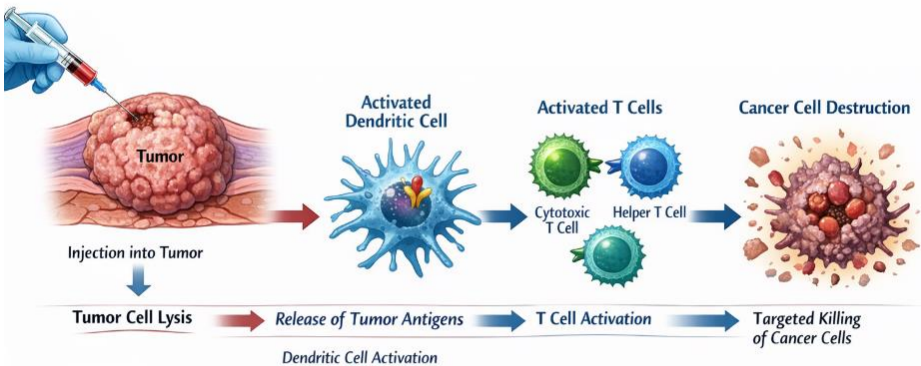 Activated
Dendritic Cell
Activated T Cells
Cancer Cell Destruction
Tumor
Cytotoxic
T Cell
Helper T Cell
Injection into Tumor
Tumor Cell Lysis
Release of Tumor Antigens
T Cell Activation
Targeted Killing
of Cancer Cells
Dendritic Cell Activation